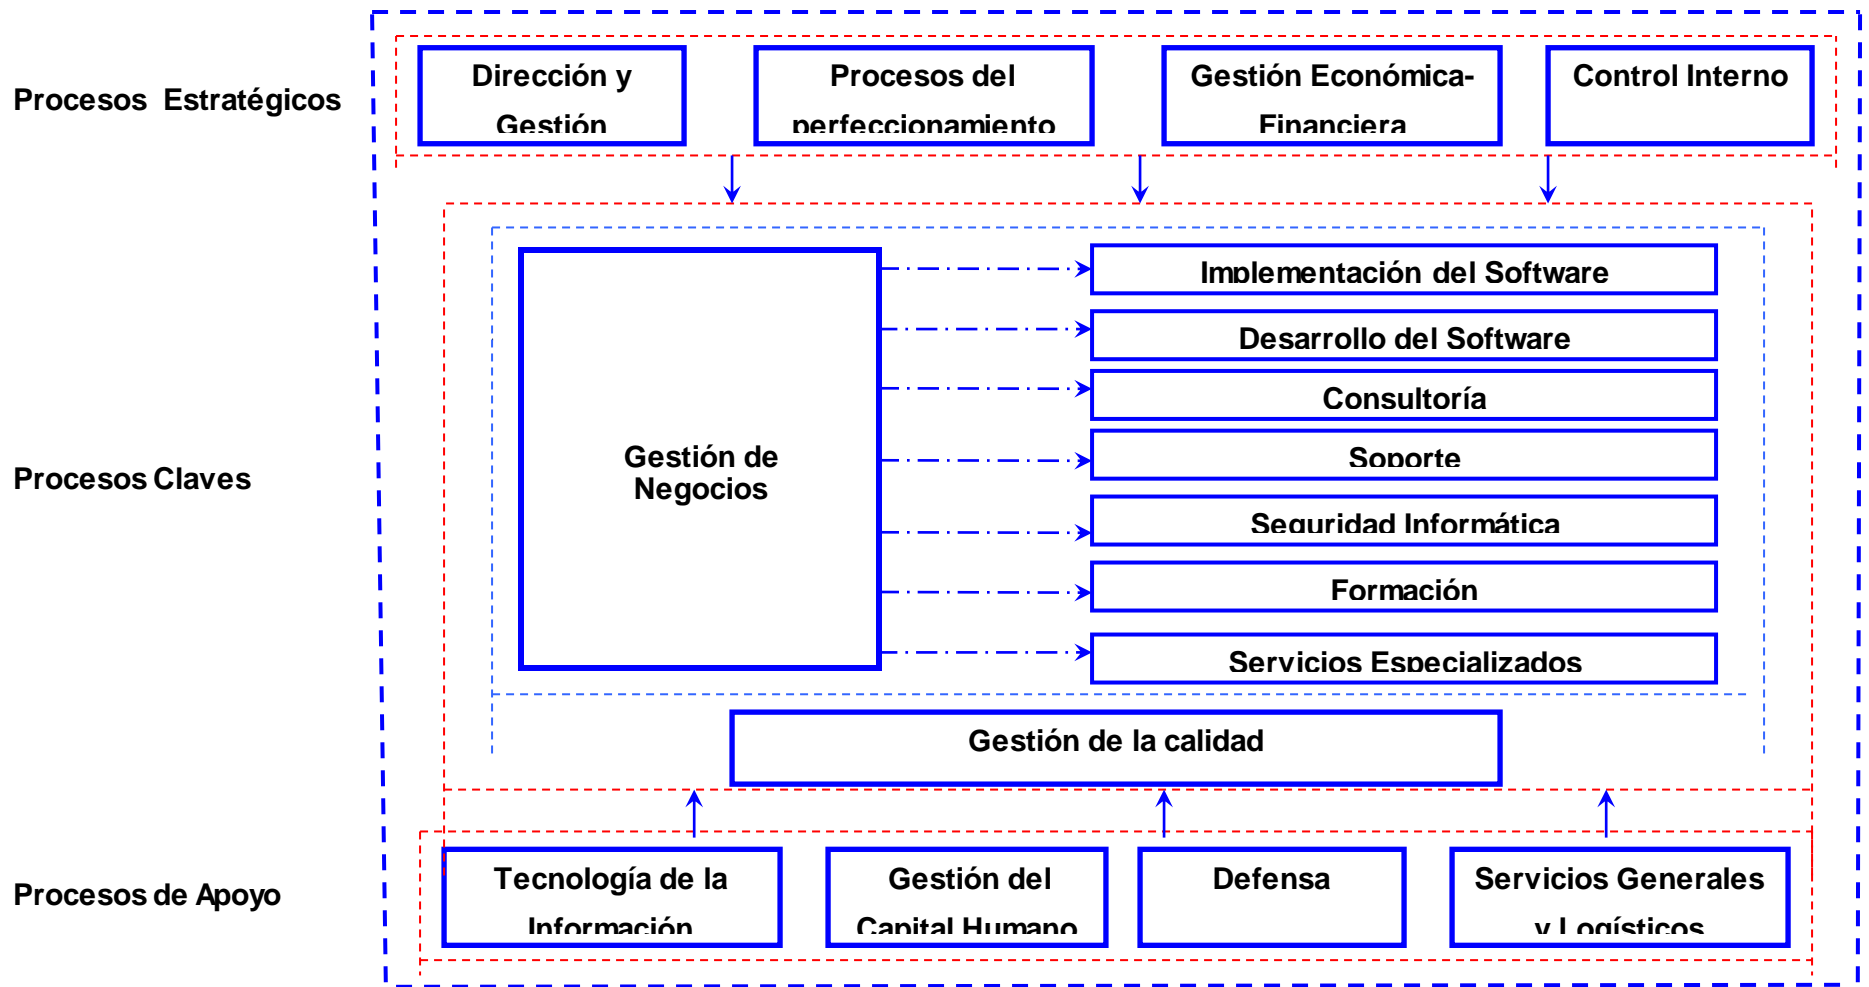 Procesos Estratégicos
Dirección y
Gestión
Procesos del
perfeccionamiento
Gestión Económica-
Financiera
Control Interno
Procesos Claves
Gestión de
Negocios
Implementación del Software
Desarrollo del Software
Consultoría
Soporte
Seguridad Informática
Formación
Servicios Especializados
Gestión de la calidad
Procesos de Apoyo
Tecnología de la
Información
Gestión del
Capital Humano
Defensa
Servicios Generales
y Logísticos